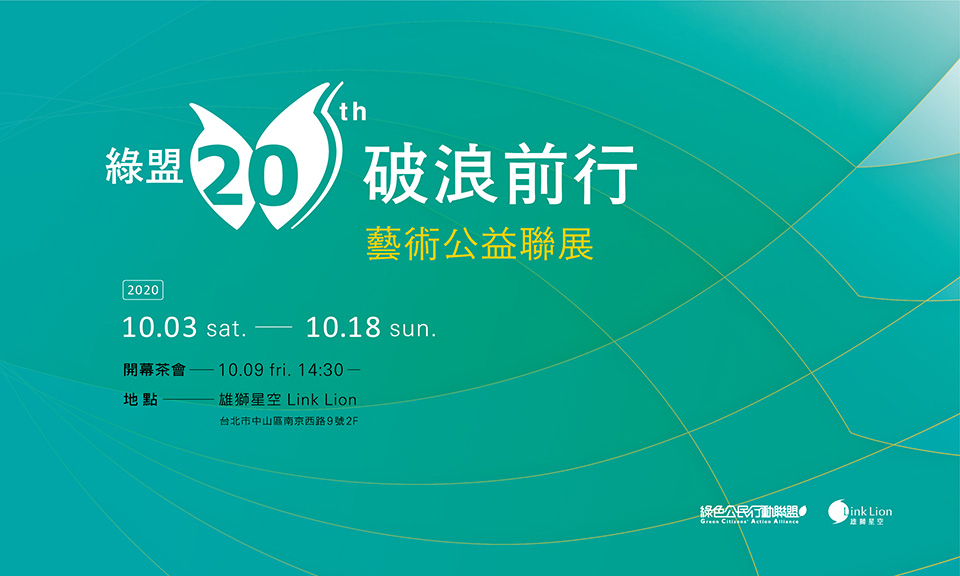 綠盟 20th 破浪前行
藝術公益聯展
2020
10.03 sat. — 10.18 sun.
開幕茶會 — 10.09 fri. 14:30 —
地點 — 雄獅星空 Link Lion
台北市中山區南京西路9號2F
綠色公民行動聯盟
Green Citizens' Action Alliance
Link Lion
雄獅星空